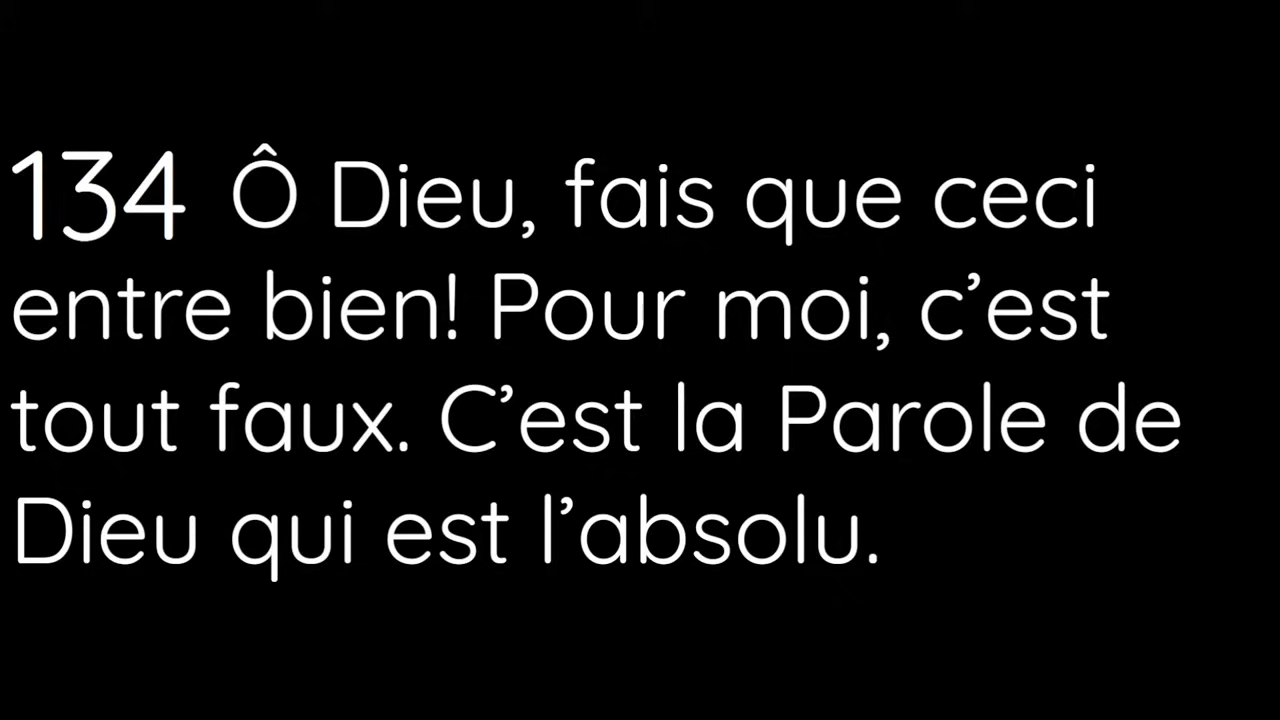 134 Ô Dieu, fais que ceci
entre bien! Pour moi, c’est
tout faux. C’est la Parole de
Dieu qui est l’absolu.